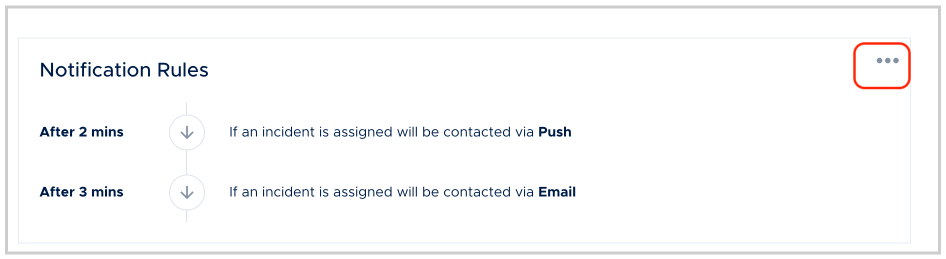 Notification Rules
After 2 mins If an incident is assigned will be contacted via Push
After 3 mins If an incident is assigned will be contacted via Email